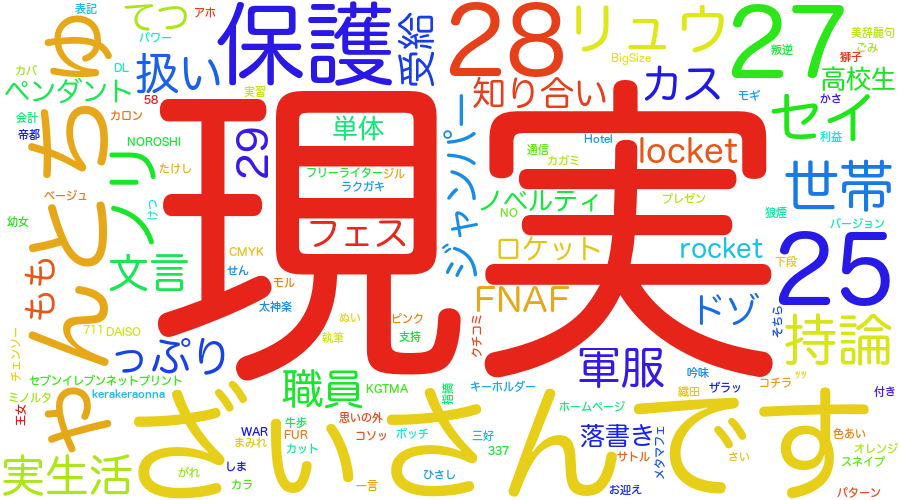 表記
てつ
アホ
保護
受給
28
リュウ
27
美辞麗句
ごみ
叛逆
獅子
パワー
BigSize
カバ
DL
扱い
ペンダント
実習
知り合い
カス
高校生
モギ
かさ
58
カロン
会計
帝都
NOROSHI
29
単体
ジャンパー
locket
Hotel
通信
カガミ
セイ
利益
ゆ
やんとちゅ
リツ
たけし
フリーライター
ジル
ラクガキ
現実
世帯
ベージュ
けつ
ノベルティ
NO
プレゼン
狼煙
バージョン
幼女
フェス
CMYK
せん
モル
ロケット
rocket
25
下段
文言
もも
太神楽
FNAF
ドゾ
そちら
711
DAISO
ぬい
ピンク
執筆
支持
クチコミ
持論
チェンソー
っぷり
軍服
吟味
ザラッ
コチラ
ッッ
セブンイレブンネットプリント
ミノルタ
kerakeraonna
職員
KGTMA
相摸
キーホルダー
織田
付き
王女
ざいさんです
ホームページ
牛歩
思いの外
WAR
FUR
コソッ
ボッチ
三好
落書き
メタマフェ
色あい
まみれ
カット
337
サトル
さい
オレンジ
スネイプ
実生活
がれ
しま
カラ
一言
ひさし
お迎え
パターン